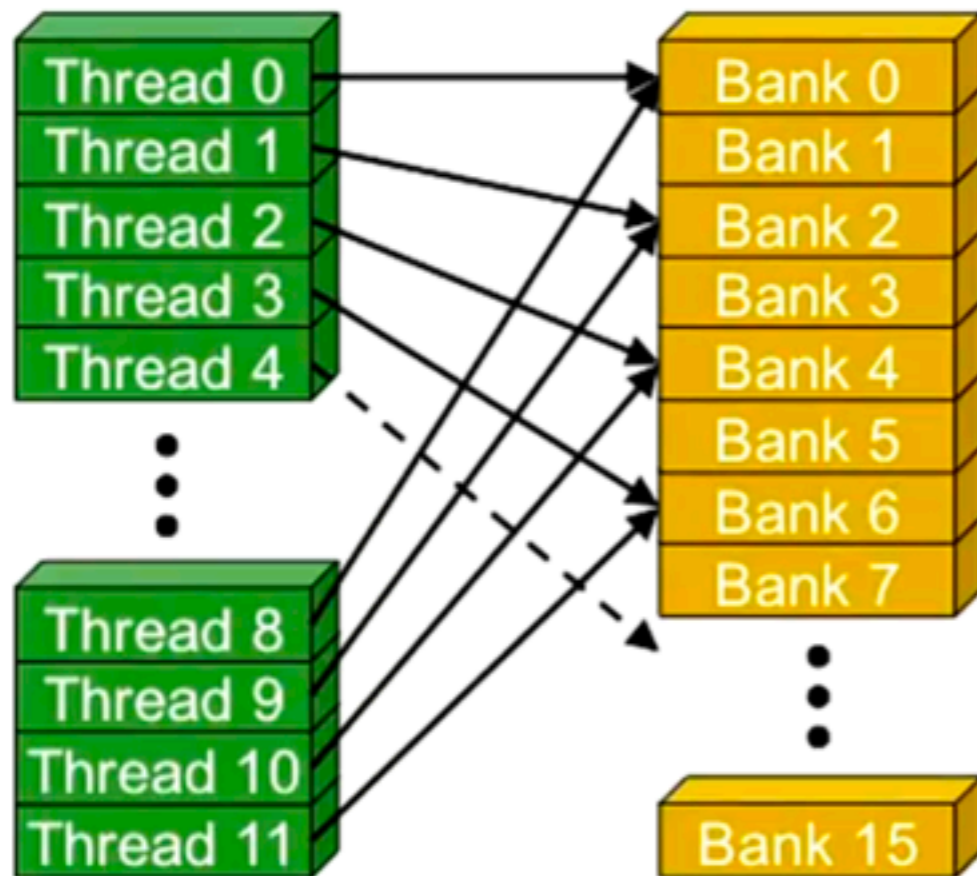 Thread 0
Thread 1
Thread 2
Thread 3
Thread 4
Thread 8
Thread 9
Thread 10
Thread 11
Bank 0
Bank 1
Bank 2
Bank 3
Bank 4
Bank 5
Bank 6
Bank 7
Bank 15